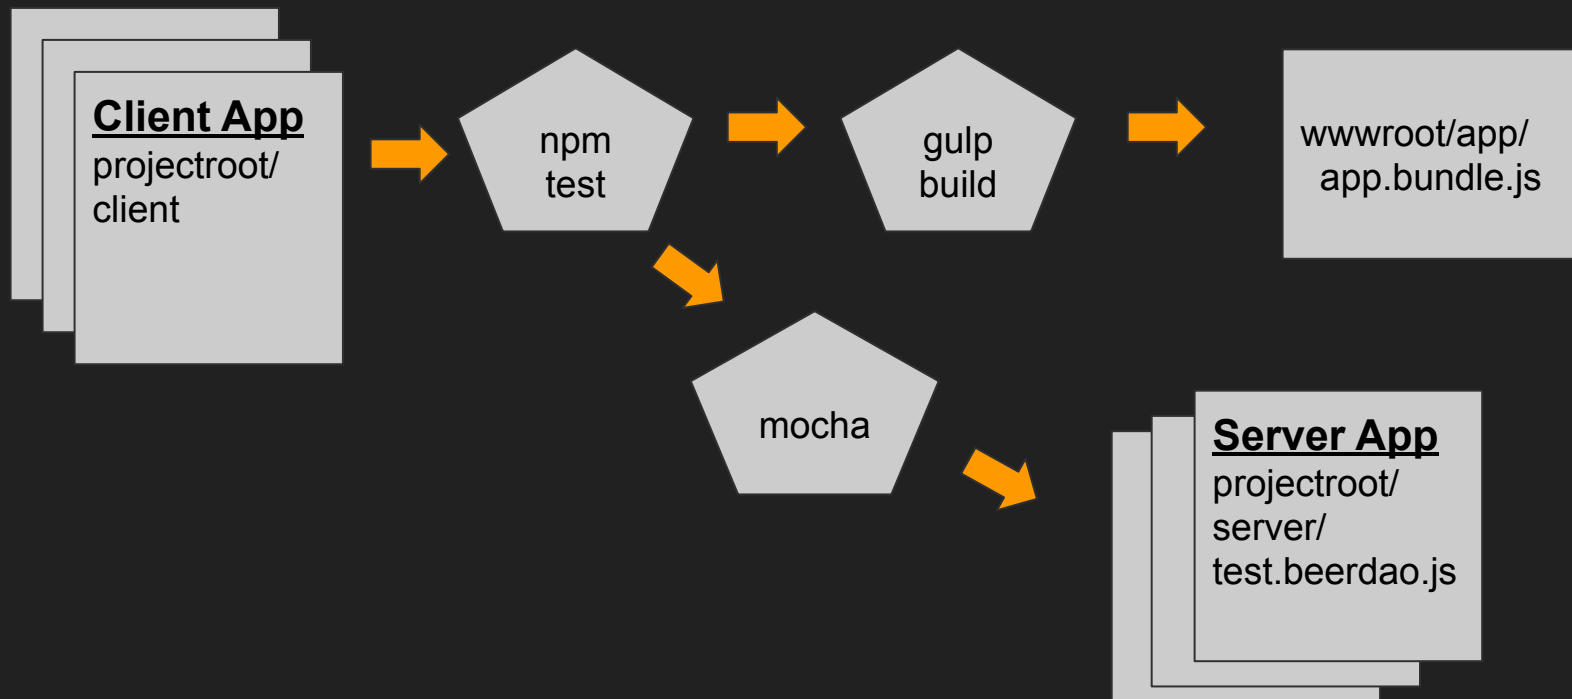 Client App
projectroot/
client
npm
test
gulp
build
wwwroot/app/
app.bundle.js
mocha
Server App
projectroot/
server/
test.beerdao.js